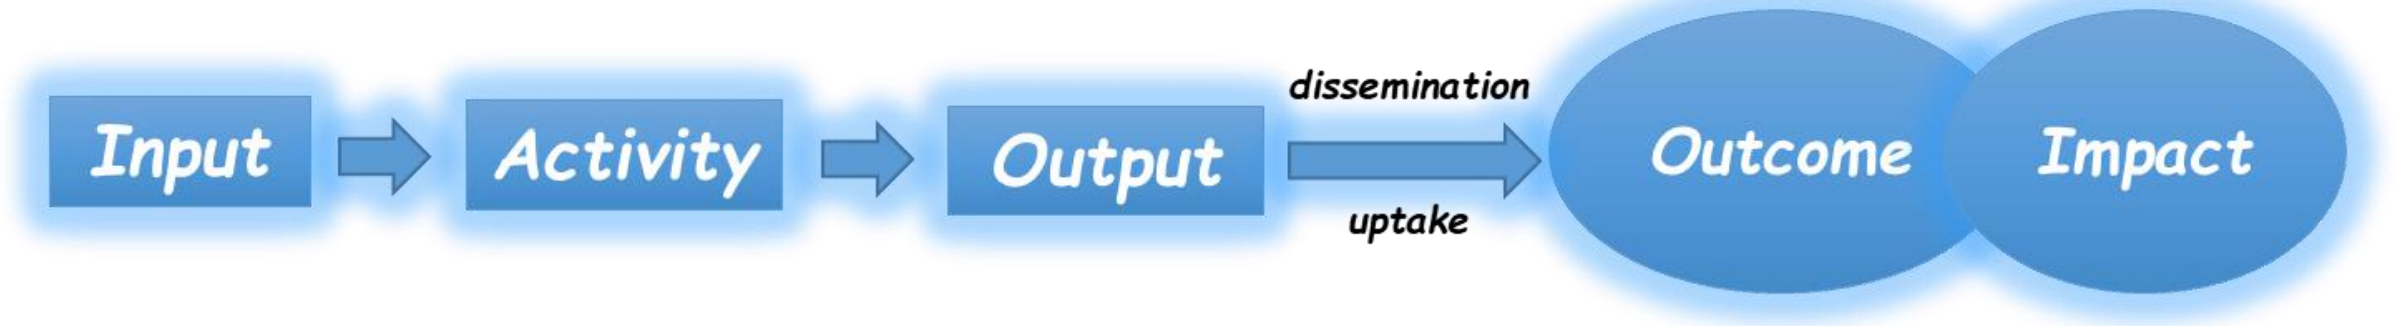 Input
Activity
Output
dissemination
uptake
Outcome
Impact